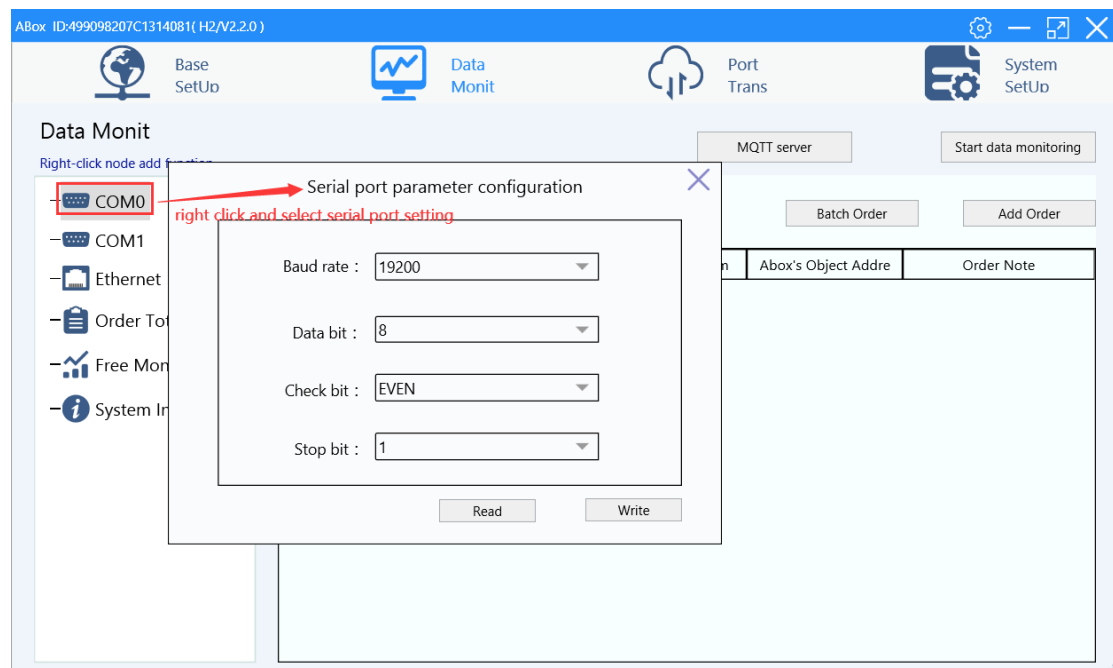 ABox ID:499098207C1314081( H2/V2.2.0 )
Base
SetUp
Data
Monit
Port
Trans
System
SetUp
Data Monit
MQTT server
Start data monitoring
Right-click node add function
Serial port parameter configuration
COM0
right click and select serial port setting
Batch Order
Add Order
COM1
Baud rate : 19200
Abox's Object Addre
Order Note
Ethernet
Order To
Data bit : 8
Free Mon
Check bit : EVEN
System In
Stop bit : 1
Read
Write